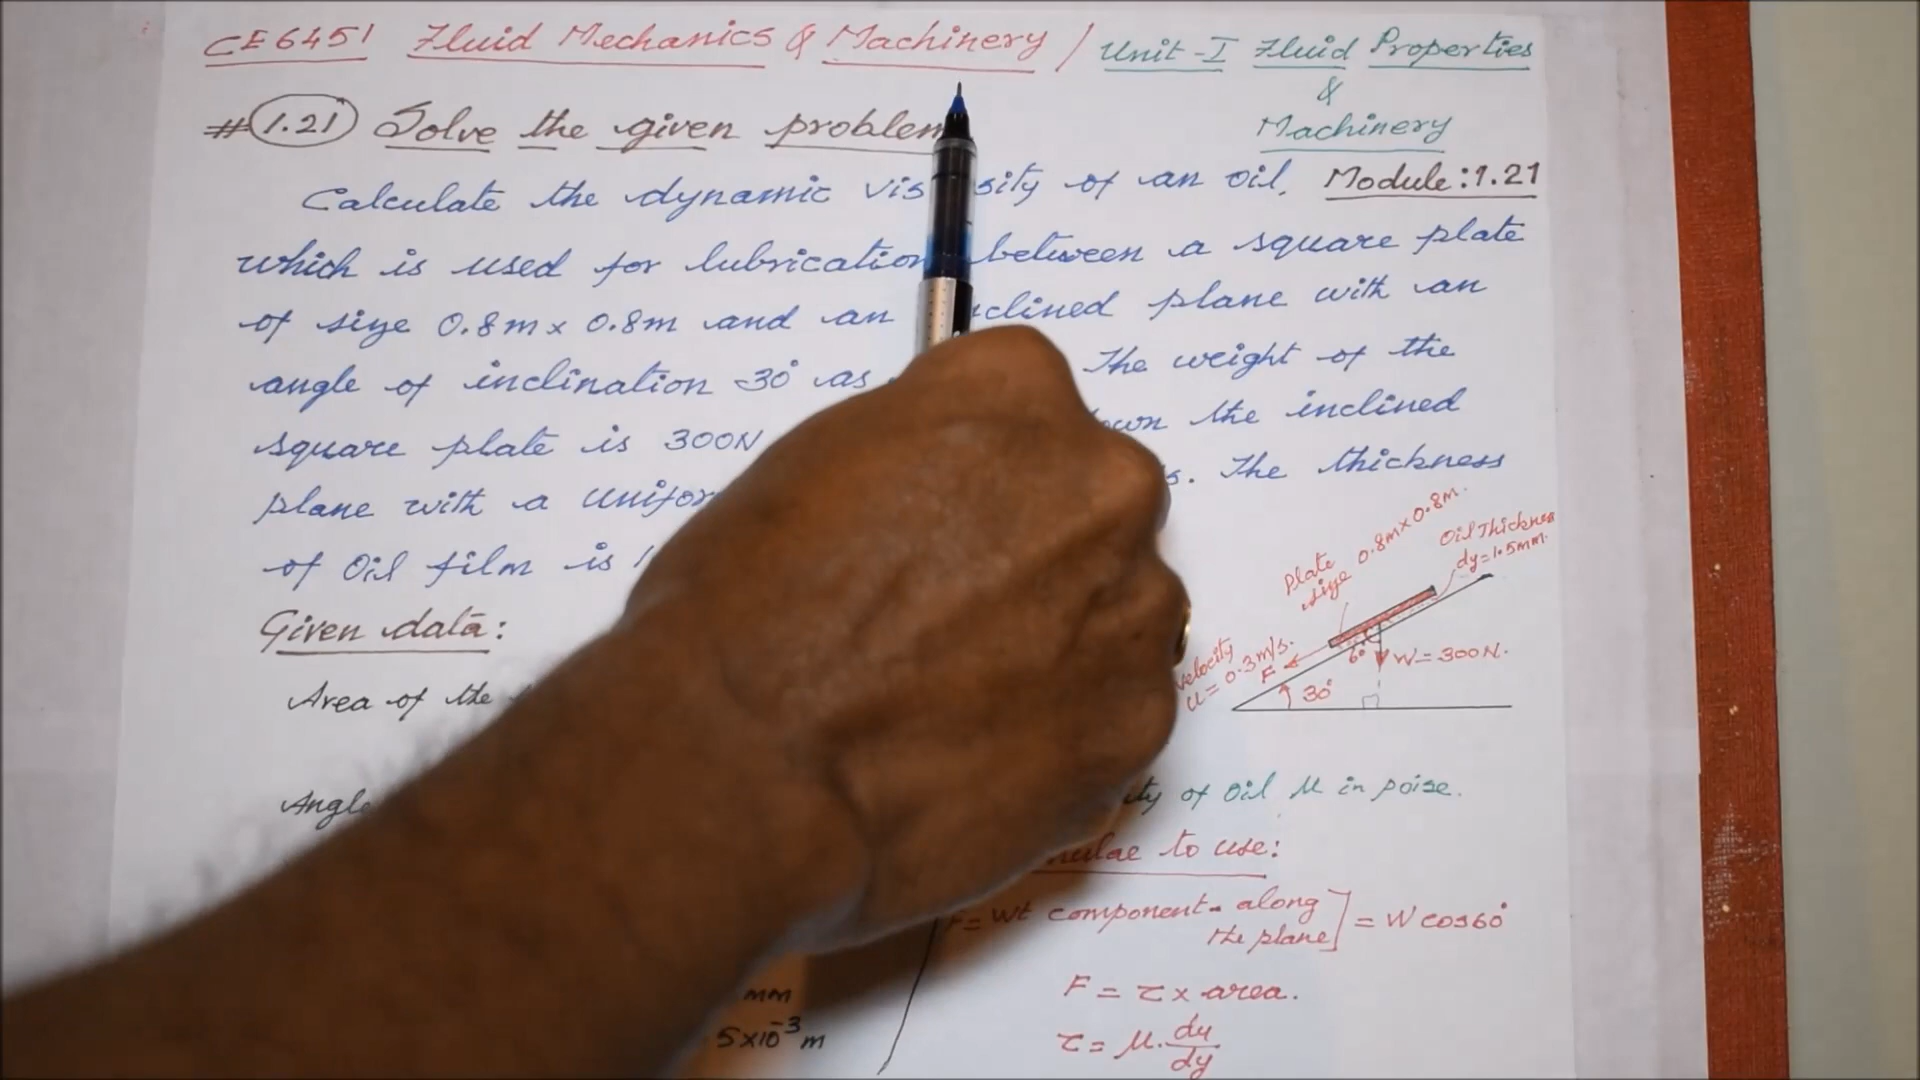 CE6451 Fluid Mechanics & Machinery / Unit-I Fluid Properties
&
Machinery
# 1.21 Solve the given problem
Module: 1.21
Calculate the dynamic vis sity of an oil,
which is used for lubrication between a square plate
of size 0.8m x 0.8m and an clined plane with an
angle of inclination 30° as The weight of the
square plate is 300N own the inclined
plane with a unifor s. The thickness
of Oil film is 1
Plate size 0.8m x 0.8m.
Oil Thickness
dy=1.5mm.
Velocity
u = 0.3m/s.
F
60°
W = 300N.
30°
Given data:
Area of the
Angle
ity of Oil μ in poise.
mulae to use:
F = Wt component along the plane] = W cos60°
F = τ x area.
τ = μ. du/dy
mm
5x10⁻³ m